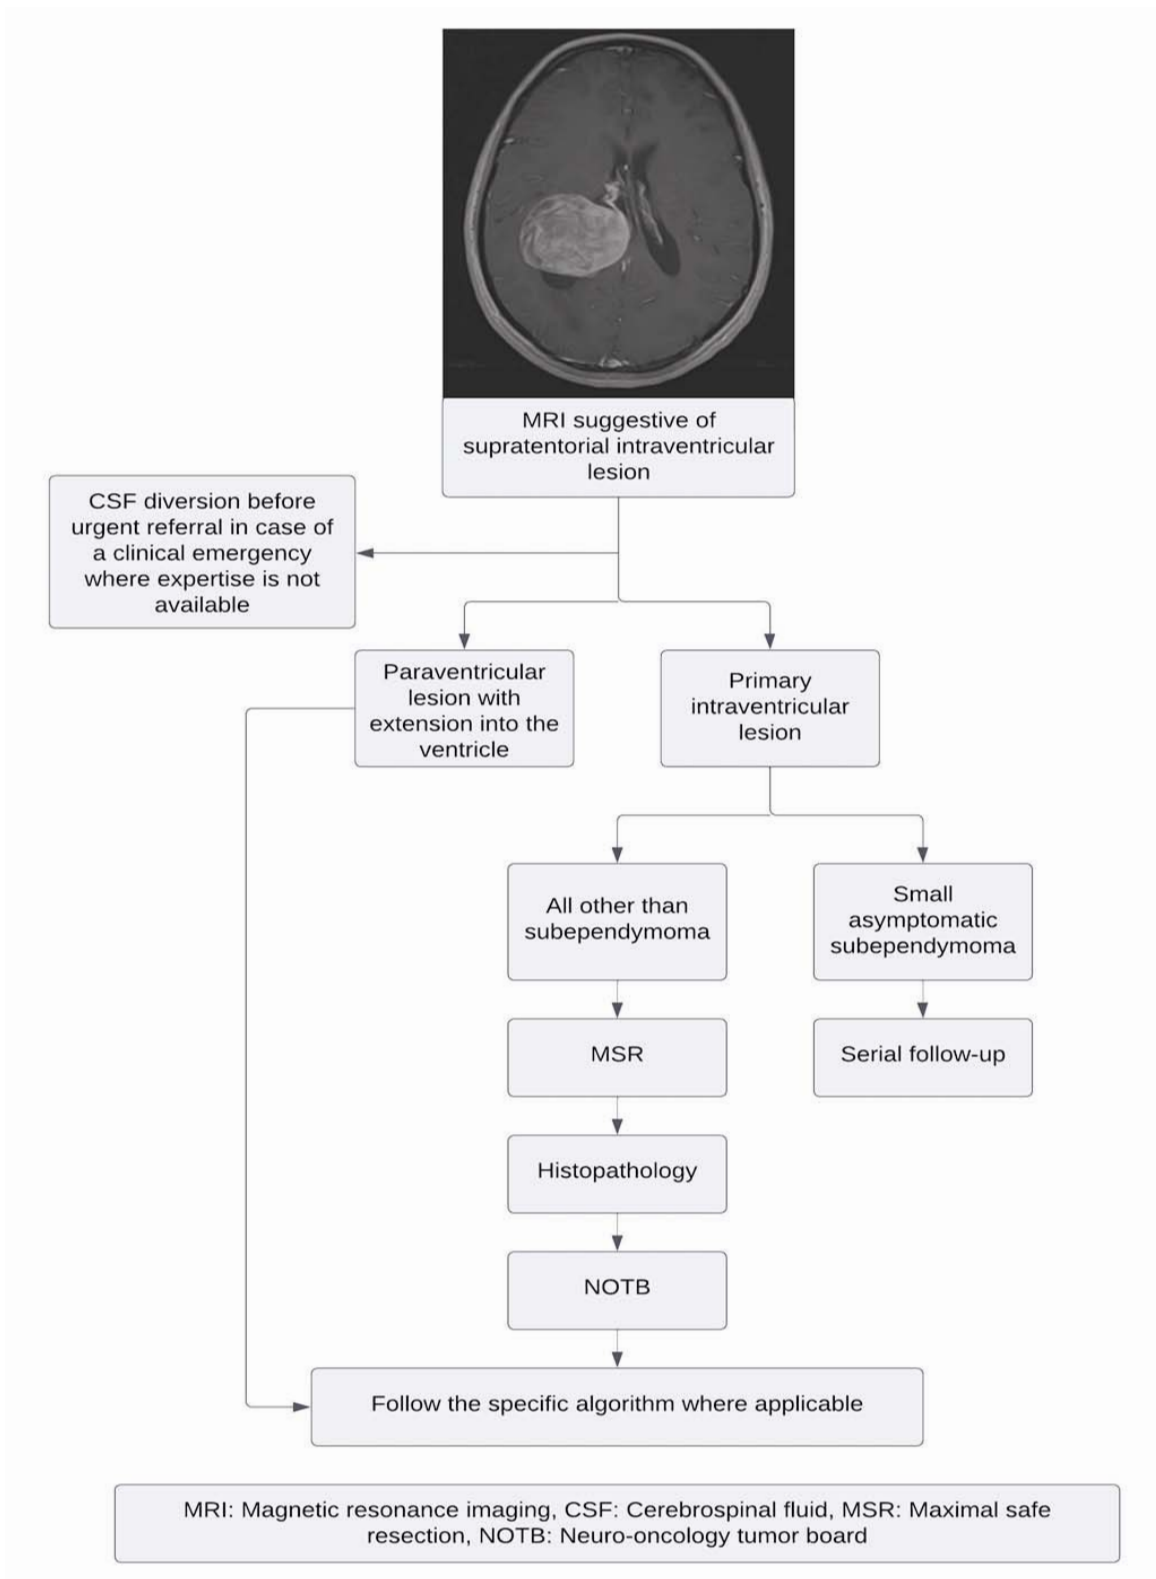 MRI suggestive of
supratentorial intraventricular
lesion
CSF diversion before
urgent referral in case of
a clinical emergency
where expertise is not
available
Paraventricular
lesion with
extension into the
ventricle
Primary
intraventricular
lesion
All other than
subependymoma
Small
asymptomatic
subependymoma
MSR
Serial follow-up
Histopathology
NOTB
Follow the specific algorithm where applicable
MRI: Magnetic resonance imaging, CSF: Cerebrospinal fluid, MSR: Maximal safe
resection, NOTB: Neuro-oncology tumor board